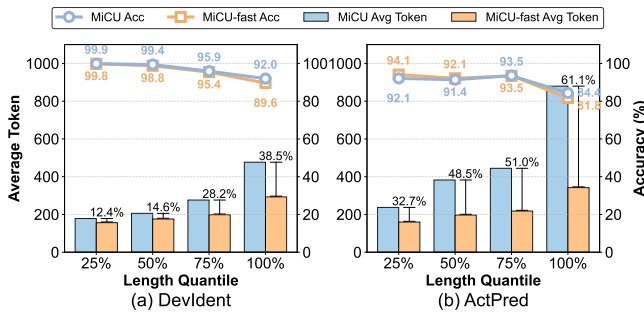 MiCU Acc MiCU-fast Acc MiCU Avg Token MiCU-fast Avg Token
Average Token
1000
800
600
400
200
0
99.9 99.4 95.9 92.0
99.8 98.8 95.4 89.6
12.4% 14.6% 28.2% 38.5%
100
80
60
40
20
0
25% 50% 75% 100%
Length Quantile
(a) DevIdent
1000
800
600
400
200
0
94.1 92.1 93.5 84.4
92.1 91.4 93.5 81.8
32.7% 48.5% 51.0% 61.1%
100
80
60
40
20
0
Accuracy (%)
25% 50% 75% 100%
Length Quantile
(b) ActPred